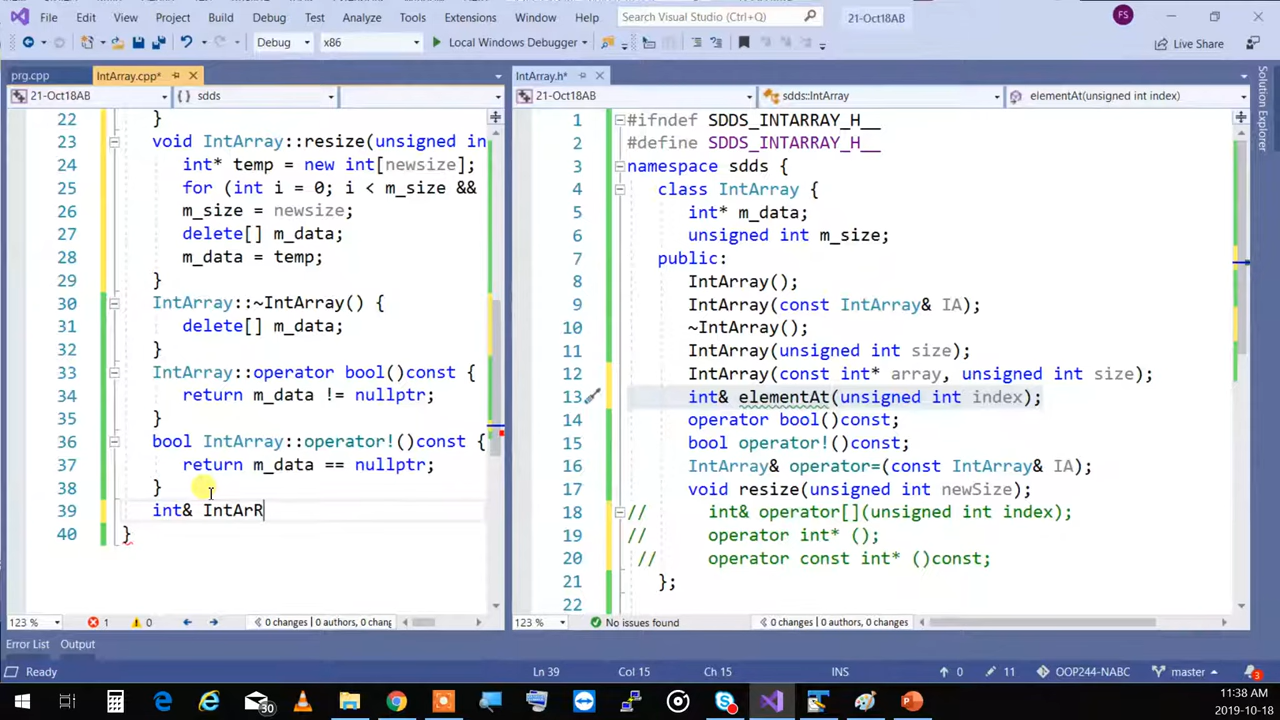 File Edit View Project Build Debug Test Analyze Tools Extensions Window Help Search Visual Studio (Ctrl+Q) 21-Oct18AB FS
Debug x86 Local Windows Debugger Live Share
prg.cpp IntArray.cpp* IntArray.h*
21-Oct18AB sdds 21-Oct18AB sdds::IntArray elementAt(unsigned int index)
22 }
23 void IntArray::resize(unsigned in
24 int* temp = new int[newsize];
25 for (int i = 0; i < m_size &&
26 m_size = newsize;
27 delete[] m_data;
28 m_data = temp;
29 }
30 IntArray::~IntArray() {
31 delete[] m_data;
32 }
33 IntArray::operator bool()const {
34 return m_data != nullptr;
35 }
36 bool IntArray::operator!()const {
37 return m_data == nullptr;
38 }
39 int& IntArR
40 }
1 #ifndef SDDS_INTARRAY_H__
2 #define SDDS_INTARRAY_H__
3 namespace sdds {
4 class IntArray {
5 int* m_data;
6 unsigned int m_size;
7 public:
8 IntArray();
9 IntArray(const IntArray& IA);
10 ~IntArray();
11 IntArray(unsigned int size);
12 IntArray(const int* array, unsigned int size);
13 int& elementAt(unsigned int index);
14 operator bool()const;
15 bool operator!()const;
16 IntArray& operator=(const IntArray& IA);
17 void resize(unsigned int newSize);
18 // int& operator[](unsigned int index);
19 // operator int* ();
20 // operator const int* ()const;
21 };
22
123 % 1 0 0 changes | 0 authors, 0 chang
123 % No issues found 0 changes | 0 authors, 0 changes
Error List Output
Ready Ln 39 Col 15 Ch 15 INS 0 11 OOP244-NABC master 3
30
11:38 AM
2019-10-18
Solution Explorer